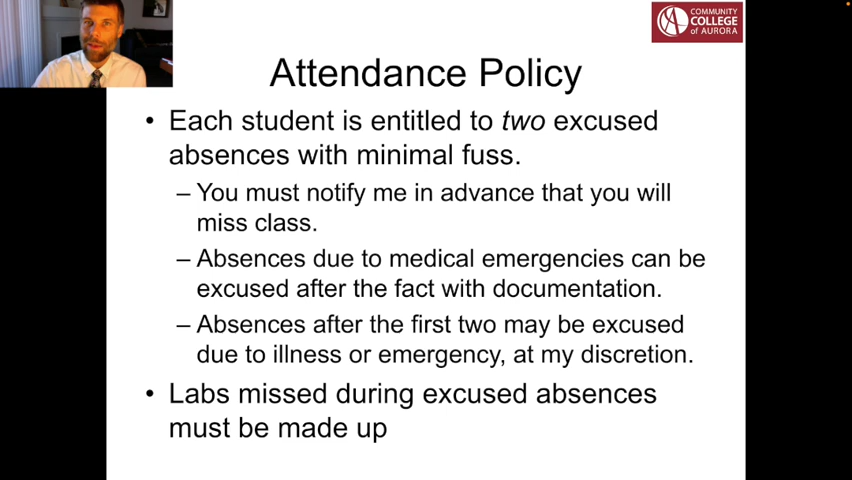 COMMUNITY
COLLEGE
of AURORA
Attendance Policy
• Each student is entitled to two excused
absences with minimal fuss.
– You must notify me in advance that you will
miss class.
– Absences due to medical emergencies can be
excused after the fact with documentation.
– Absences after the first two may be excused
due to illness or emergency, at my discretion.
• Labs missed during excused absences
must be made up